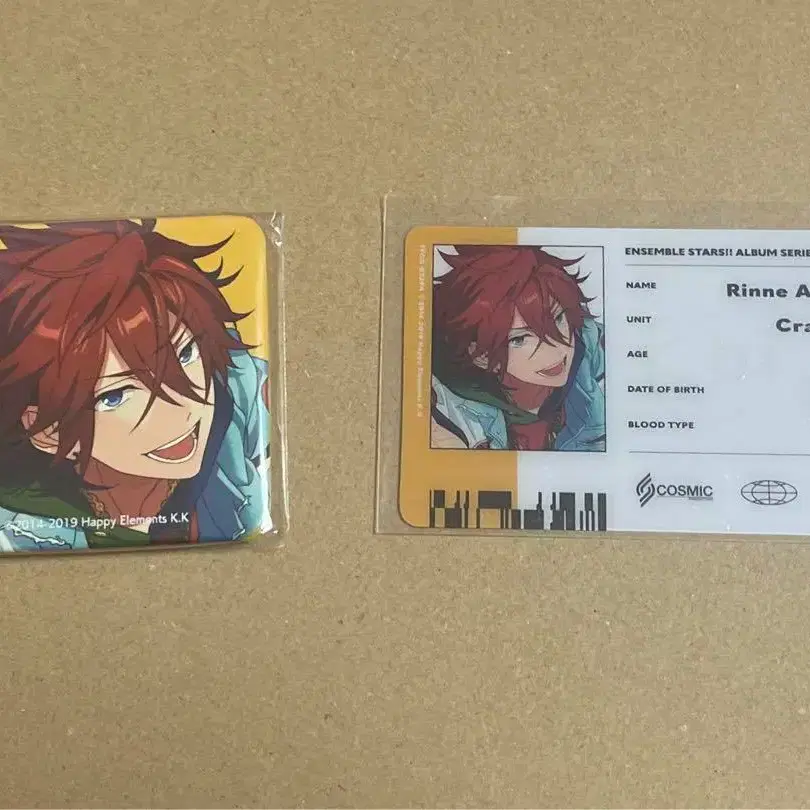 ©2014-2019 Happy Elements K.K
ENSEMBLE STARS!! ALBUM SERIE
NAME
Rinne A
UNIT
Cra
AGE
DATE OF BIRTH
BLOOD TYPE
COSMIC